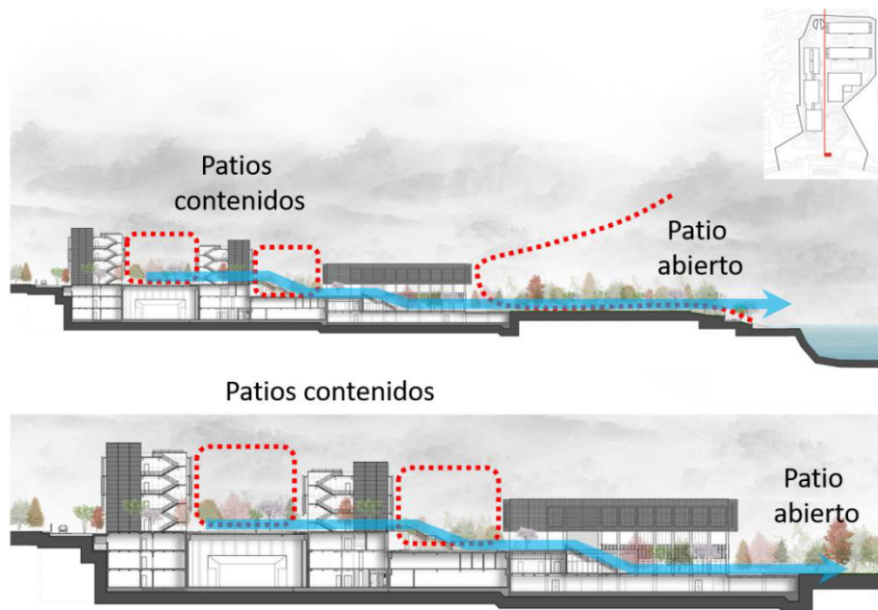 Patios
contenidos
Patio
abierto
Patios contenidos
Patio
abierto